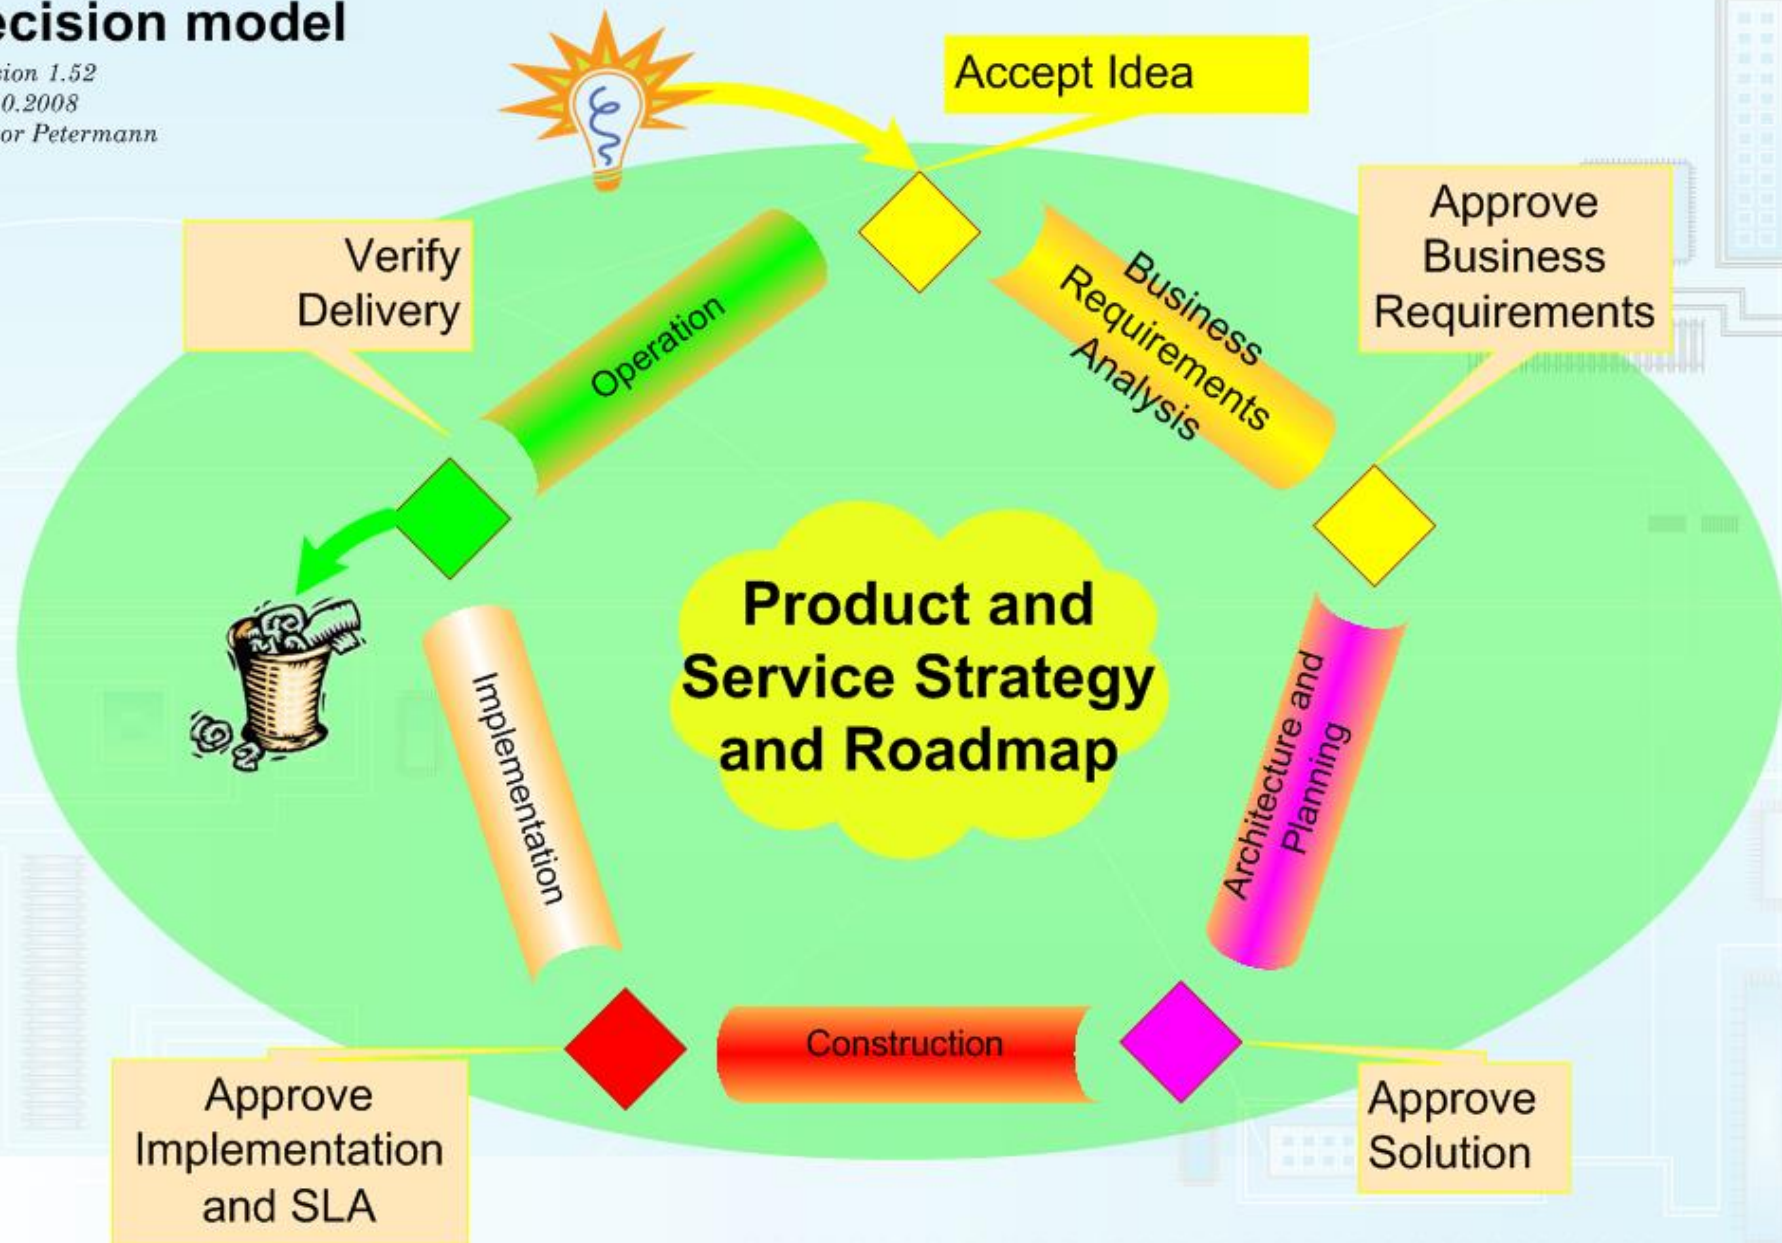 ecision model
sion 1.52
0.2008
or Petermann
Accept Idea
Approve
Business
Requirements
Verify
Delivery
Operation
Business
Requirements
Analysis
Product and
Service Strategy
and Roadmap
Implementation
Architecture and
Planning
Construction
Approve
Implementation
and SLA
Approve
Solution